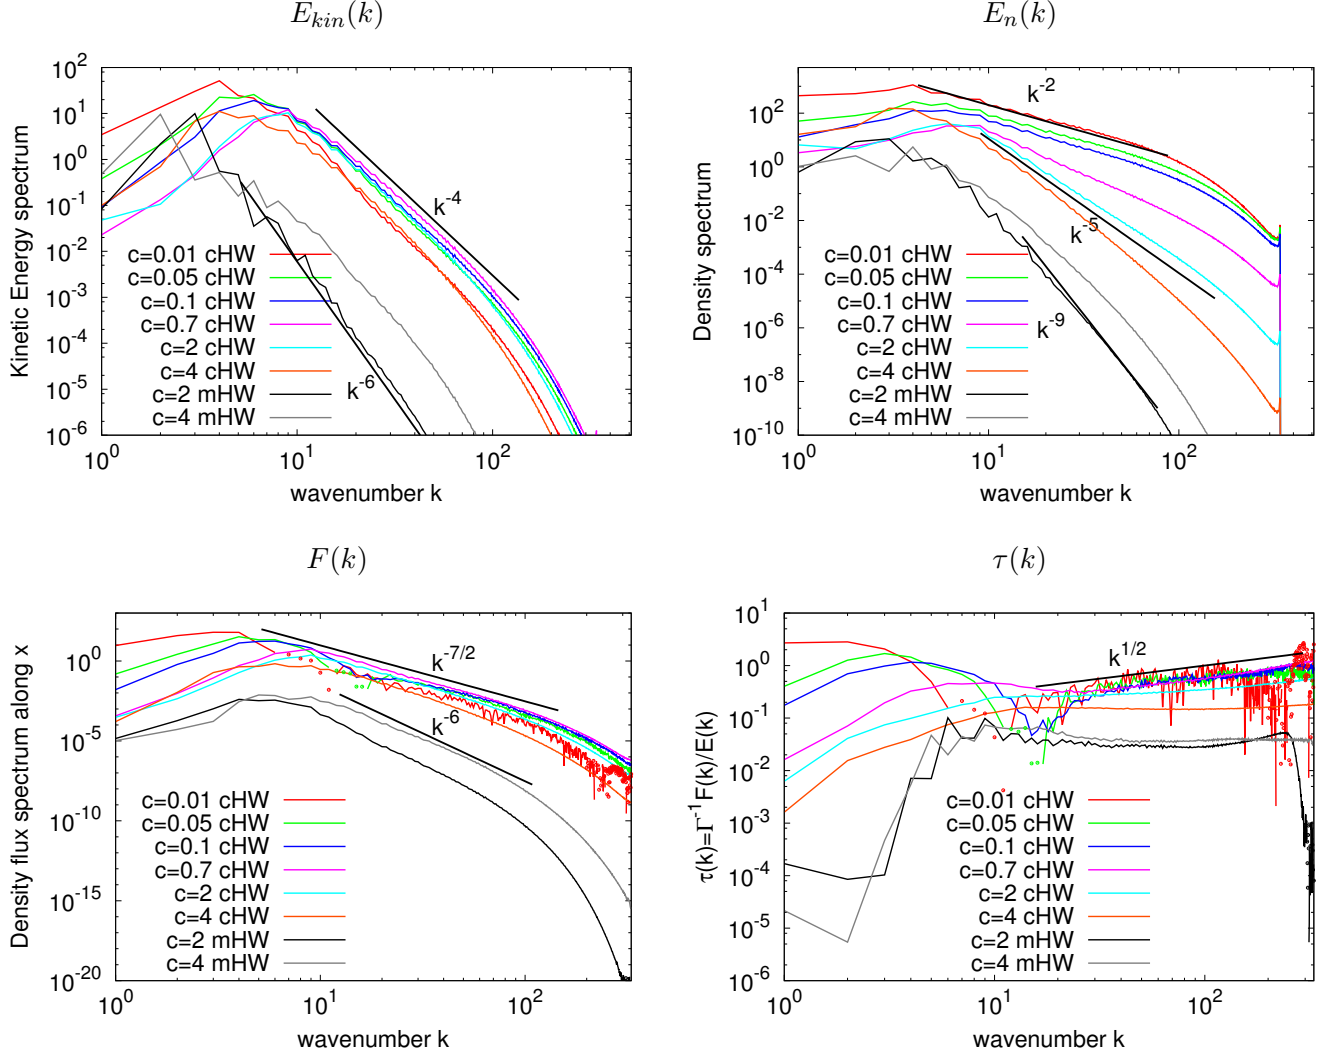 E_{kin}(k)
Kinetic Energy spectrum
10^2
10^1
10^0
10^-1
10^-2
10^-3
10^-4
10^-5
10^-6
k^-4
k^-6
c=0.01 cHW
c=0.05 cHW
c=0.1 cHW
c=0.7 cHW
c=2 cHW
c=4 cHW
c=2 mHW
c=4 mHW
10^0
10^1
10^2
wavenumber k
E_n(k)
Density spectrum
10^2
10^0
10^-2
10^-4
10^-6
10^-8
10^-10
k^-2
k^-5
k^-9
c=0.01 cHW
c=0.05 cHW
c=0.1 cHW
c=0.7 cHW
c=2 cHW
c=4 cHW
c=2 mHW
c=4 mHW
10^0
10^1
10^2
wavenumber k
F(k)
Density flux spectrum along x
10^0
10^-5
10^-10
10^-15
10^-20
k^-7/2
k^-6
c=0.01 cHW
c=0.05 cHW
c=0.1 cHW
c=0.7 cHW
c=2 cHW
c=4 cHW
c=2 mHW
c=4 mHW
10^0
10^1
10^2
wavenumber k
τ(k)
τ(k)=Γ^-1F(k)/E(k)
10^1
10^0
10^-1
10^-2
10^-3
10^-4
10^-5
10^-6
k^1/2
c=0.01 cHW
c=0.05 cHW
c=0.1 cHW
c=0.7 cHW
c=2 cHW
c=4 cHW
c=2 mHW
c=4 mHW
10^0
10^1
10^2
wavenumber k